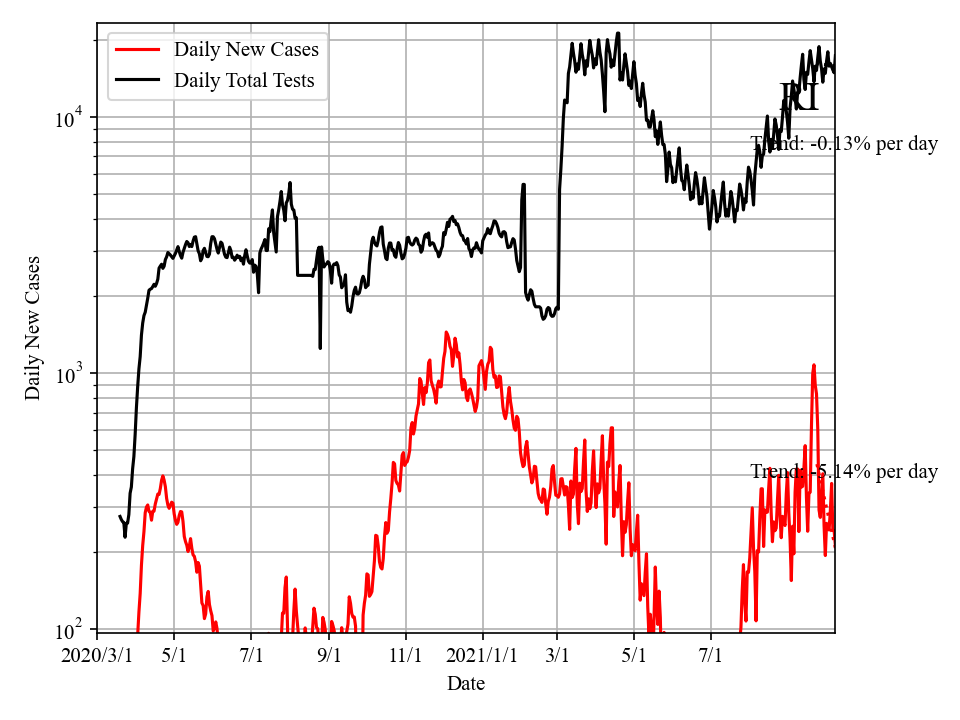 Daily New Cases
Daily Total Tests
RI
Trend: -0.13% per day
Trend: -5.14% per day
10^4
10^3
10^2
Daily New Cases
2020/3/1 5/1 7/1 9/1 11/1 2021/1/1 3/1 5/1 7/1
Date